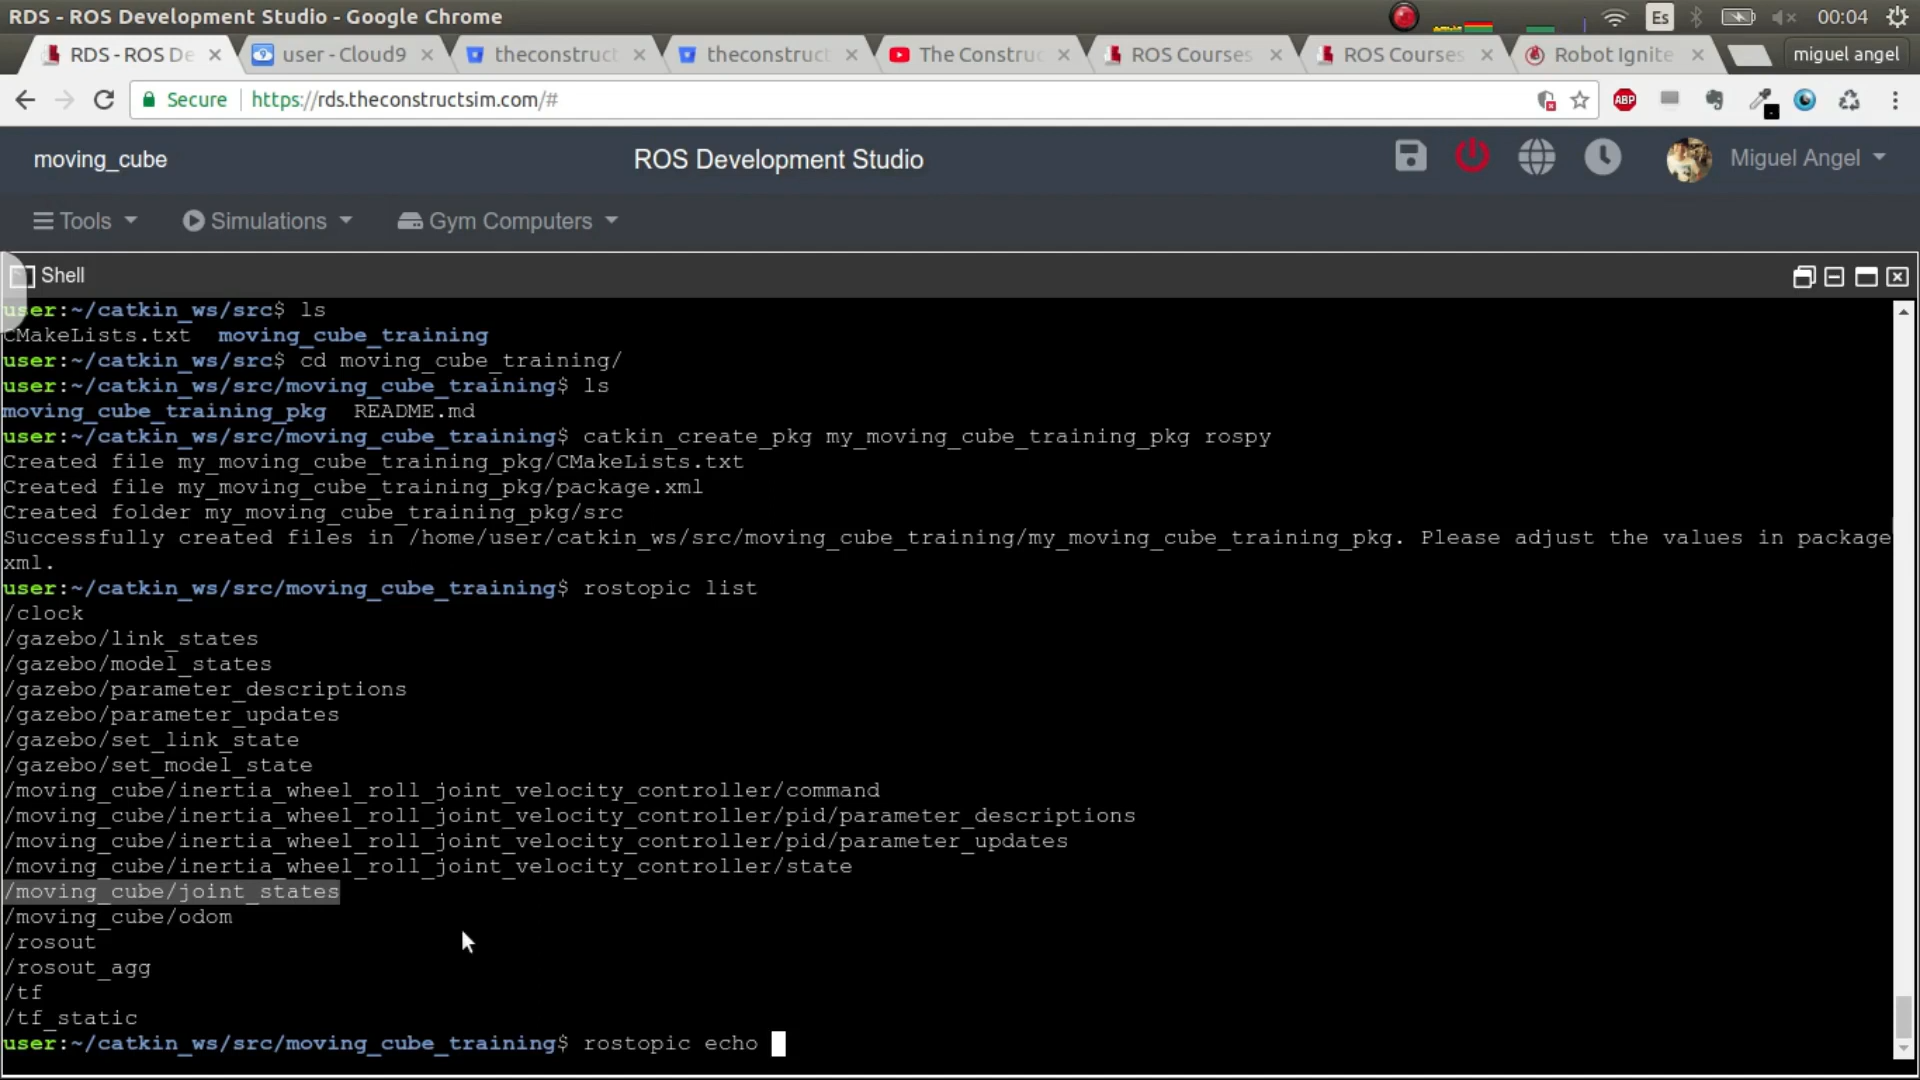 RDS - ROS Development Studio - Google Chrome
Es
00:04
RDS - ROS De
user - Cloud9
theconstruct
theconstruct
The Construc
ROS Courses
ROS Courses
Robot Ignite
miguel angel
Secure
https://rds.theconstructsim.com/#
ABP
moving_cube
ROS Development Studio
Miguel Angel
Tools
Simulations
Gym Computers
Shell
user:~/catkin_ws/src$ ls
CMakeLists.txt moving_cube_training
user:~/catkin_ws/src$ cd moving_cube_training/
user:~/catkin_ws/src/moving_cube_training$ ls
moving_cube_training_pkg README.md
user:~/catkin_ws/src/moving_cube_training$ catkin_create_pkg my_moving_cube_training_pkg rospy
Created file my_moving_cube_training_pkg/CMakeLists.txt
Created file my_moving_cube_training_pkg/package.xml
Created folder my_moving_cube_training_pkg/src
Successfully created files in /home/user/catkin_ws/src/moving_cube_training/my_moving_cube_training_pkg. Please adjust the values in package
xml.
user:~/catkin_ws/src/moving_cube_training$ rostopic list
/clock
/gazebo/link_states
/gazebo/model_states
/gazebo/parameter_descriptions
/gazebo/parameter_updates
/gazebo/set_link_state
/gazebo/set_model_state
/moving_cube/inertia_wheel_roll_joint_velocity_controller/command
/moving_cube/inertia_wheel_roll_joint_velocity_controller/pid/parameter_descriptions
/moving_cube/inertia_wheel_roll_joint_velocity_controller/pid/parameter_updates
/moving_cube/inertia_wheel_roll_joint_velocity_controller/state
/moving_cube/joint_states
/moving_cube/odom
/rosout
/rosout_agg
/tf
/tf_static
user:~/catkin_ws/src/moving_cube_training$ rostopic echo